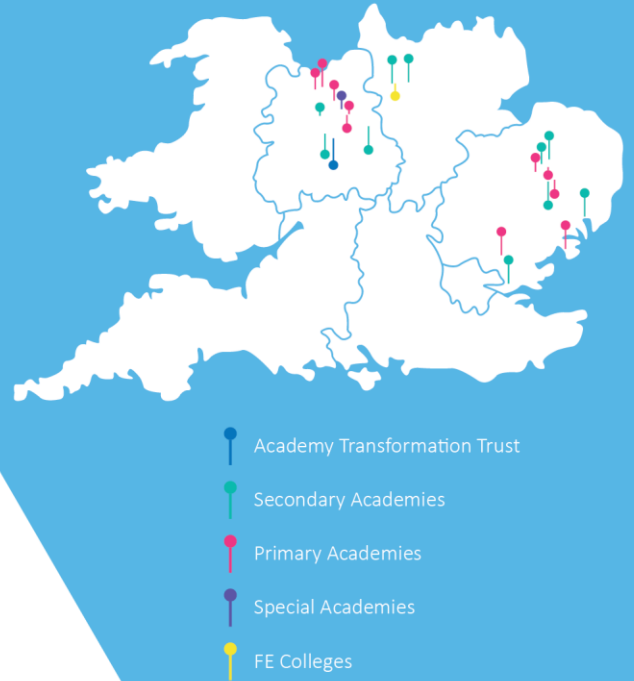 Academy Transformation Trust
Secondary Academies
Primary Academies
Special Academies
FE Colleges